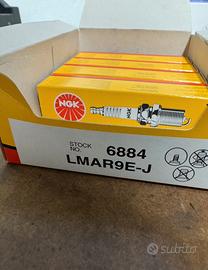 NGK
STOCK NO. 6884
LMAR9E-J
subito